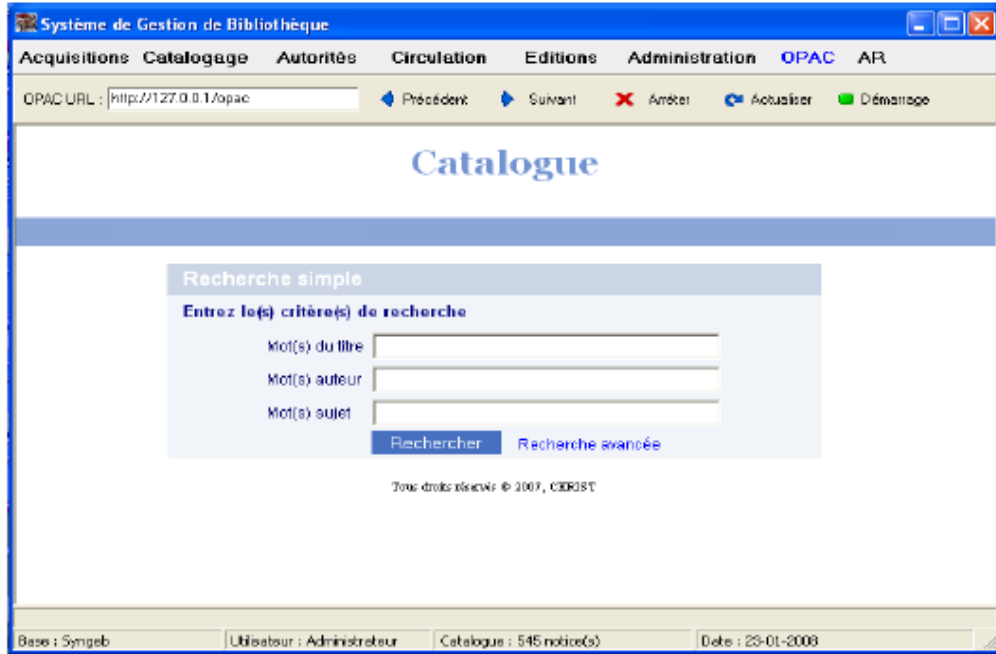 Système de Gestion de Bibliothèque
Acquisitions Catalogage Autorités Circulation Editions Administration OPAC AR
OPAC URL : http://127.0.0.1/opac Précédent Suivant Arrêter Actualiser Démarrage
Catalogue
Recherche simple
Entrez le(s) critère(s) de recherche
Mot(s) du titre
Mot(s) auteur
Mot(s) sujet
Rechercher Recherche avancée
Tous droits réservés © 2007, CERIST
Base : Syngeb Utilisateur : Administrateur Catalogue : 545 notice(s) Date : 23-01-2008